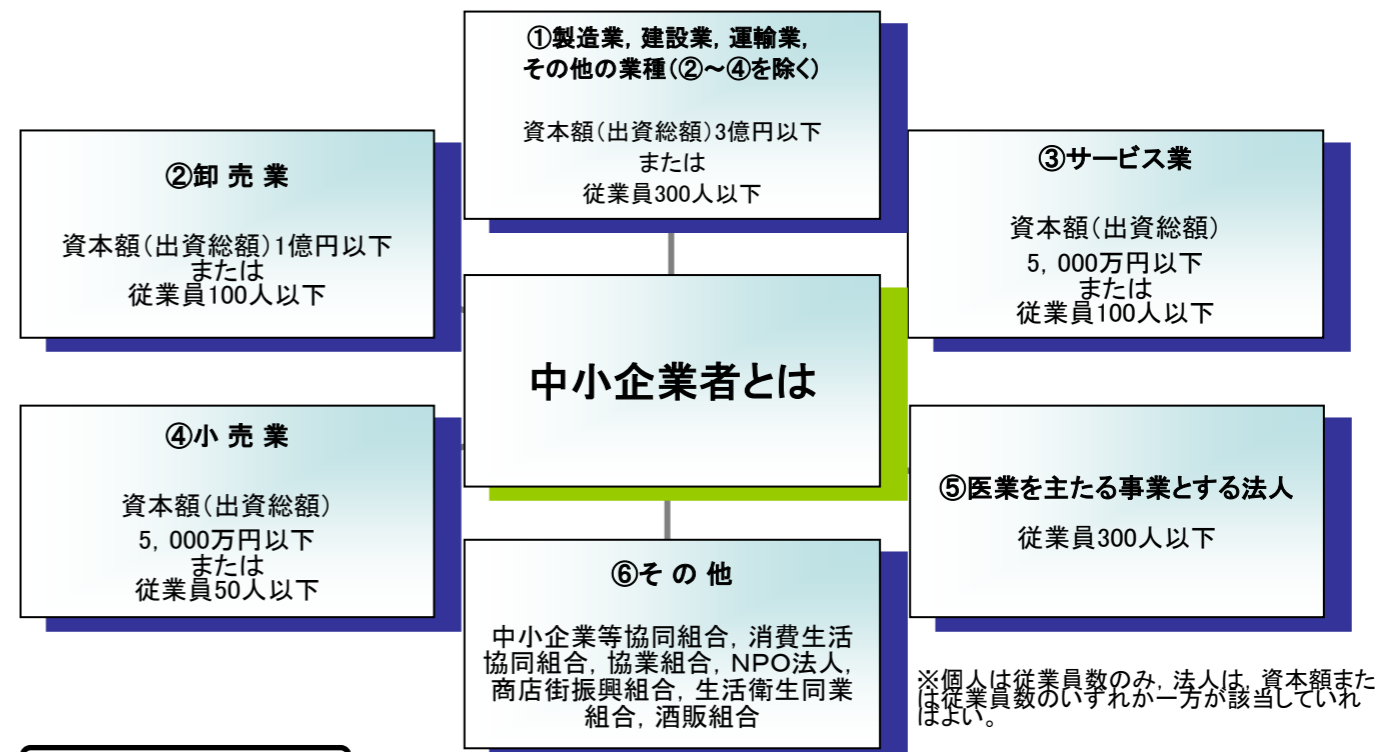 ①製造業，建設業，運輸業，
その他の業種（②～④を除く）
資本額（出資総額）3億円以下
または
従業員300人以下
②卸 売 業
資本額（出資総額）1億円以下
または
従業員100人以下
③サービス業
資本額（出資総額）
5，000万円以下
または
従業員100人以下
中小企業者とは
④小 売 業
資本額（出資総額）
5，000万円以下
または
従業員50人以下
⑤医業を主たる事業とする法人
従業員300人以下
⑥そ の 他
中小企業等協同組合，消費生活
協同組合，協業組合，ＮＰＯ法人，
商店街振興組合，生活衛生同業
組合，酒販組合
※個人は従業員数のみ，法人は，資本額また
は従業員数のいずれか一方が該当していれ
ばよい。